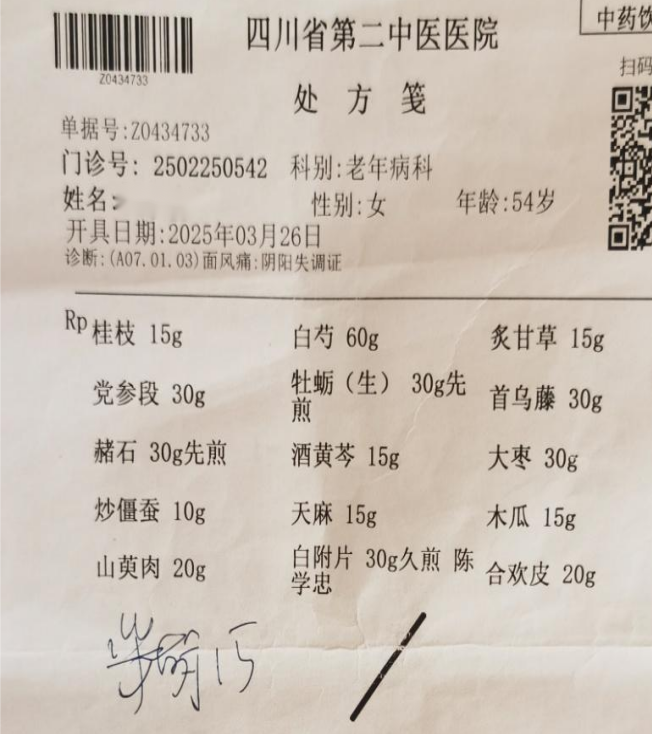 中药饮
四川省第二中医医院
Z0434733
扫码
处 方 笺
单据号:Z0434733
门诊号: 2502250542 科别:老年病科
姓名: 性别:女 年龄:54岁
开具日期:2025年03月26日
诊断:(A07.01.03)面风痛:阴阳失调证
Rp
桂枝 15g 白芍 60g 炙甘草 15g
党参段 30g 牡蛎（生） 30g先
煎 首乌藤 30g
赭石 30g先煎 酒黄芩 15g 大枣 30g
炒僵蚕 10g 天麻 15g 木瓜 15g
山萸肉 20g 白附片 30g久煎 陈
学忠 合欢皮 20g